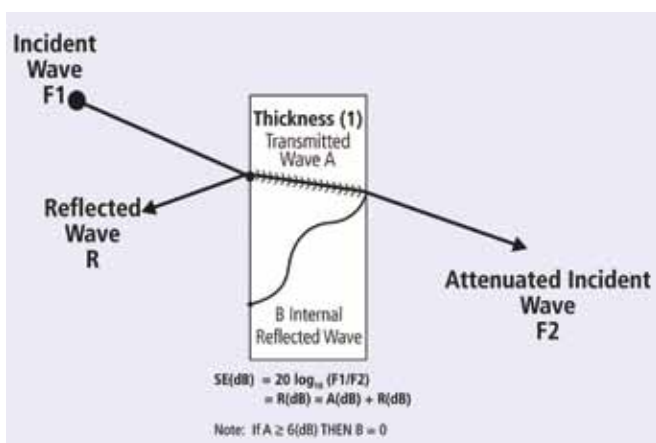 Incident
Wave
F1
Thickness (1)
Transmitted
Wave A
Reflected
Wave
R
Attenuated Incident
Wave
F2
B Internal
Reflected Wave
SE(dB) = 20 log₁₀ (F1/F2)
= R(dB) = A(dB) + R(dB)
Note: If A ≥ 6(dB) THEN B = 0